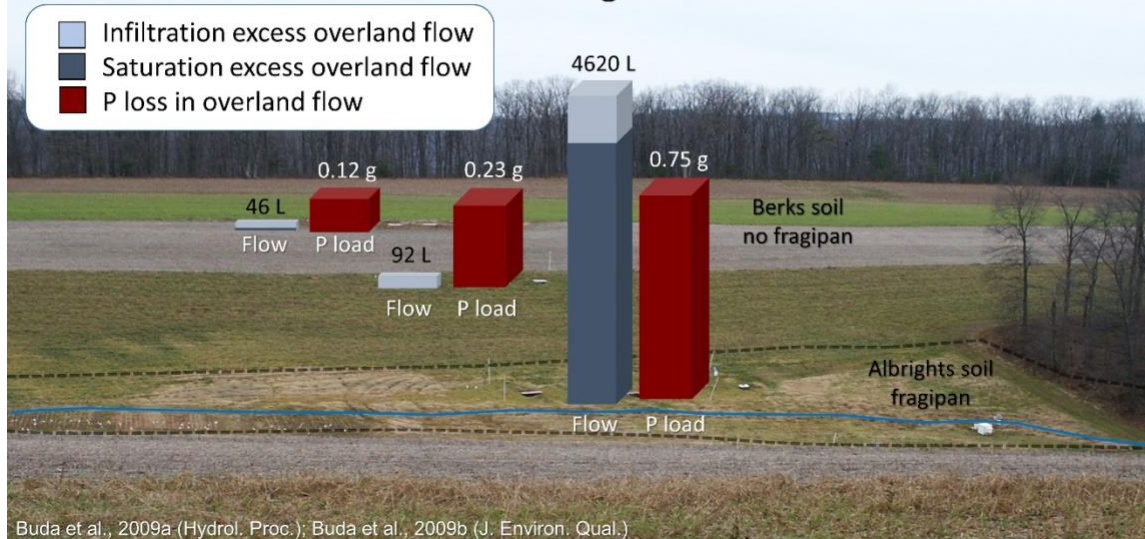 Infiltration excess overland flow
Saturation excess overland flow
P loss in overland flow
4620 L
0.12 g
0.23 g
0.75 g
46 L
Flow
P load
Berks soil
no fragipan
92 L
Flow
P load
Albrights soil
fragipan
Flow
P load
Buda et al., 2009a (Hydrol. Proc.); Buda et al., 2009b (J. Environ. Qual.)